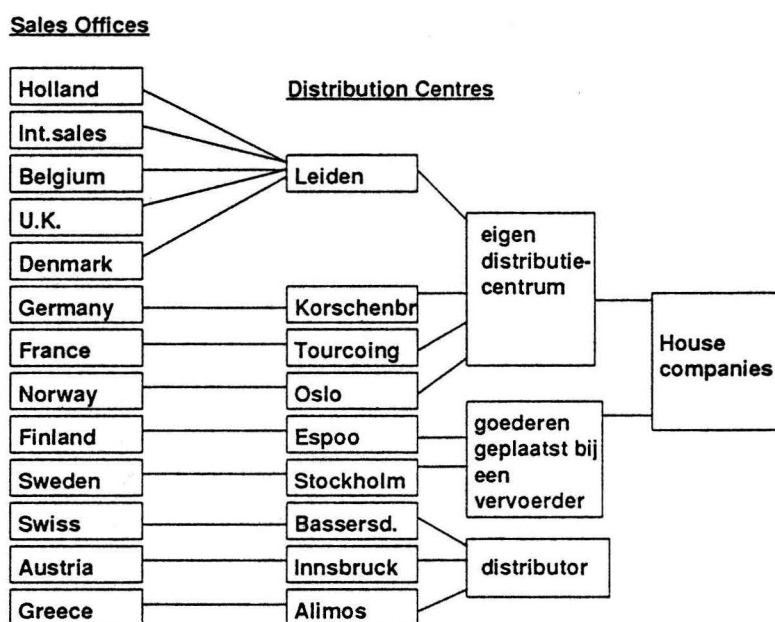 Sales Offices
Distribution Centres
Holland
Int.sales
Belgium
U.K.
Denmark
Germany
France
Norway
Finland
Sweden
Swiss
Austria
Greece
Leiden
Korschenbr
Tourcoing
Oslo
Espoo
Stockholm
Bassersd.
Innsbruck
Alimos
eigen
distributie-
centrum
goederen
geplaatst bij
een
vervoerder
distributor
House
companies